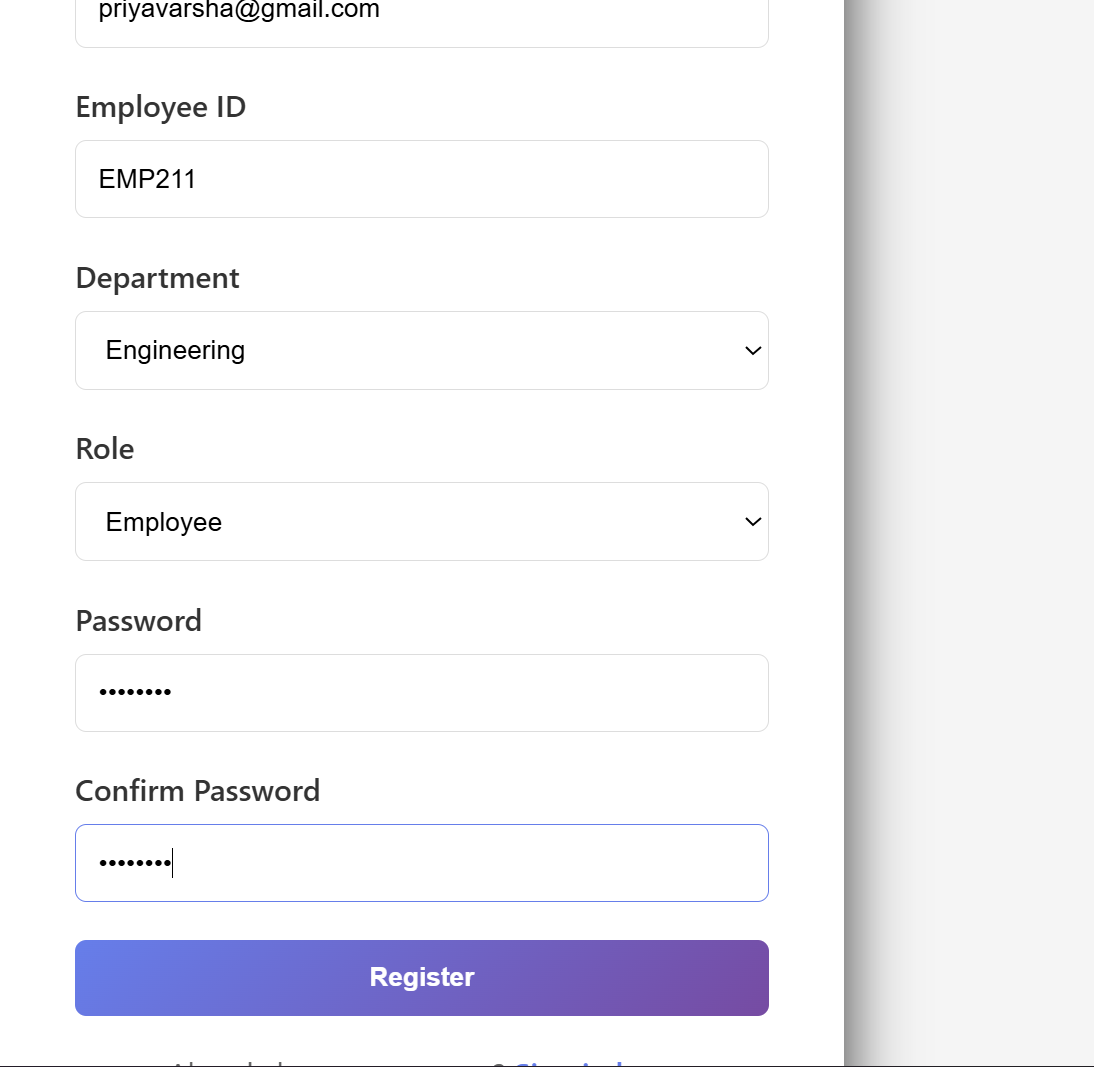 priyavarsha@gmail.com
Employee ID
EMP211
Department
Engineering
Role
Employee
Password
••••••••
Confirm Password
••••••••
Register